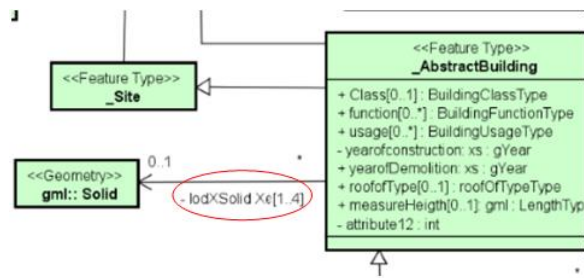 <<Feature Type>>
_AbstractBuilding
+ Class[0..1] : BuildingClassType
+ function[0..*] : BuildingFunctionType
+ usage[0..*] : BuildingUsageType
- yearofconstruction: xs : gYear
+ yearofDemolition: xs : gYear
+ roofofType[0..1] : roofOfTypeType
+ measureHeigth[0..1]: gml : LengthTyp
- attribute12 : int
<<Feature Type>>
_Site
<<Geometry>>
gml:: Solid
0..1
*
- lodXSolid Xє[1..4]
*